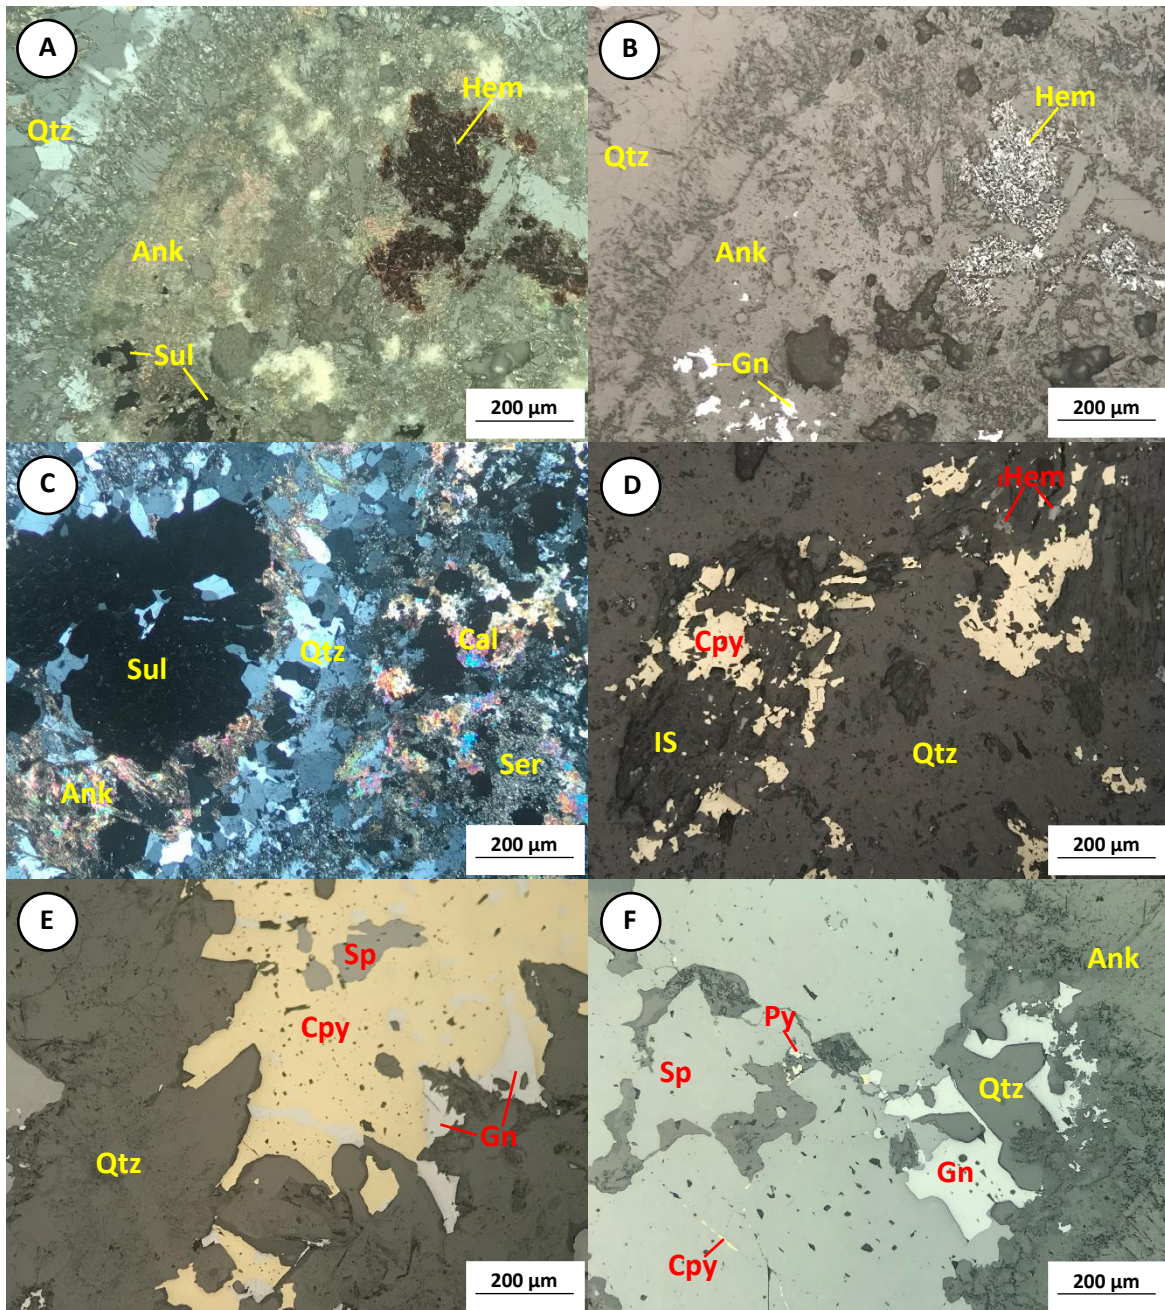 A
Hem
Qtz
Ank
Sul
200 µm
B
Hem
Qtz
Ank
Gn
200 µm
C
Sul
Qtz
Cal
Ank
Ser
200 µm
D
Hem
Cpy
IS
Qtz
200 µm
E
Sp
Cpy
Gn
Qtz
200 µm
F
Ank
Py
Sp
Qtz
Gn
Cpy
200 µm